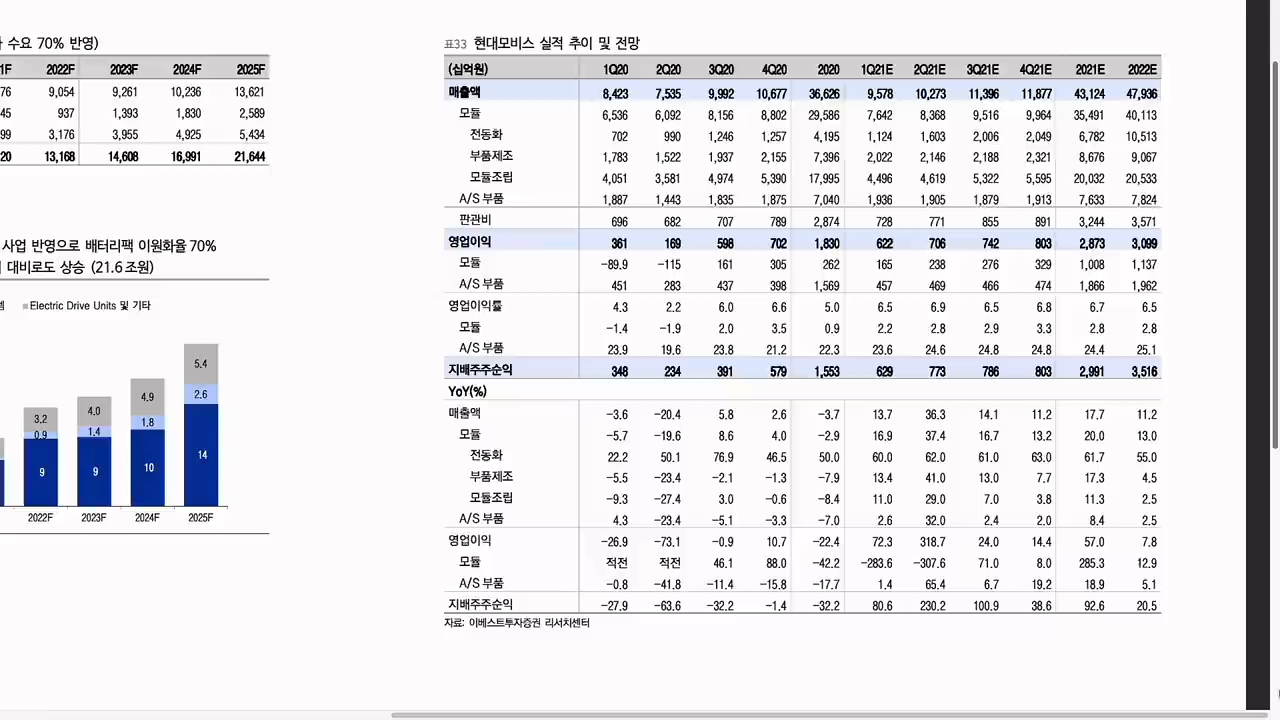 수요 70% 반영)
1F 2022F 2023F 2024F 2025F
76 9,054 9,261 10,236 13,621
45 937 1,393 1,830 2,589
99 3,176 3,955 4,925 5,434
20 13,168 14,608 16,991 21,644
사업 반영으로 배터리팩 이원화율 70%
대비로도 상승 (21.6조원)
Electric Drive Units 및 기타
5.4
4.9 2.6
3.2 4.0 1.8
0.9 1.4
9 9 10 14
2022F 2023F 2024F 2025F
표33 현대모비스 실적 추이 및 전망
(십억원) 1Q20 2Q20 3Q20 4Q20 2020 1Q21E 2Q21E 3Q21E 4Q21E 2021E 2022E
매출액 8,423 7,535 9,992 10,677 36,626 9,578 10,273 11,396 11,877 43,124 47,936
모듈 6,536 6,092 8,156 8,802 29,586 7,642 8,368 9,516 9,964 35,491 40,113
전동화 702 990 1,246 1,257 4,195 1,124 1,603 2,006 2,049 6,782 10,513
부품제조 1,783 1,522 1,937 2,155 7,396 2,022 2,146 2,188 2,321 8,676 9,067
모듈조립 4,051 3,581 4,974 5,390 17,995 4,496 4,619 5,322 5,595 20,032 20,533
A/S 부품 1,887 1,443 1,835 1,875 7,040 1,936 1,905 1,879 1,913 7,633 7,824
판관비 696 682 707 789 2,874 728 771 855 891 3,244 3,571
영업이익 361 169 598 702 1,830 622 706 742 803 2,873 3,099
모듈 -89.9 -115 161 305 262 165 238 276 329 1,008 1,137
A/S 부품 451 283 437 398 1,569 457 469 466 474 1,866 1,962
영업이익률 4.3 2.2 6.0 6.6 5.0 6.5 6.9 6.5 6.8 6.7 6.5
모듈 -1.4 -1.9 2.0 3.5 0.9 2.2 2.8 2.9 3.3 2.8 2.8
A/S 부품 23.9 19.6 23.8 21.2 22.3 23.6 24.6 24.8 24.8 24.4 25.1
지배주주순익 348 234 391 579 1,553 629 773 786 803 2,991 3,516
YoY(%)
매출액 -3.6 -20.4 5.8 2.6 -3.7 13.7 36.3 14.1 11.2 17.7 11.2
모듈 -5.7 -19.6 8.6 4.0 -2.9 16.9 37.4 16.7 13.2 20.0 13.0
전동화 22.2 50.1 76.9 46.5 50.0 60.0 62.0 61.0 63.0 61.7 55.0
부품제조 -5.5 -23.4 -2.1 -1.3 -7.9 13.4 41.0 13.0 7.7 17.3 4.5
모듈조립 -9.3 -27.4 3.0 -0.6 -8.4 11.0 29.0 7.0 3.8 11.3 2.5
A/S 부품 4.3 -23.4 -5.1 -3.3 -7.0 2.6 32.0 2.4 2.0 8.4 2.5
영업이익 -26.9 -73.1 -0.9 10.7 -22.4 72.3 318.7 24.0 14.4 57.0 7.8
모듈 적전 적전 46.1 88.0 -42.2 -283.6 -307.6 71.0 8.0 285.3 12.9
A/S 부품 -0.8 -41.8 -11.4 -15.8 -17.7 1.4 65.4 6.7 19.2 18.9 5.1
지배주주순익 -27.9 -63.6 -32.2 -1.4 -32.2 80.6 230.2 100.9 38.6 92.6 20.5
자료: 이베스트투자증권 리서치센터